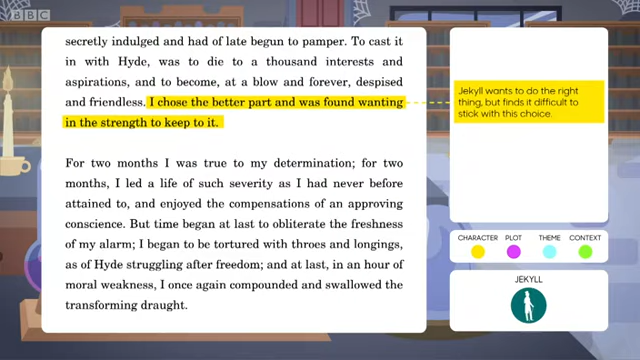 BBC
secretly indulged and had of late begun to pamper. To cast it
in with Hyde, was to die to a thousand interests and
aspirations, and to become, at a blow and forever, despised
and friendless. I chose the better part and was found wanting
in the strength to keep to it.
For two months I was true to my determination; for two
months, I led a life of such severity as I had never before
attained to, and enjoyed the compensations of an approving
conscience. But time began at last to obliterate the freshness
of my alarm; I began to be tortured with throes and longings,
as of Hyde struggling after freedom; and at last, in an hour of
moral weakness, I once again compounded and swallowed the
transforming draught.
Jekyll wants to do the right
thing, but finds it difficult to
stick with this choice.
CHARACTER PLOT THEME CONTEXT
JEKYLL